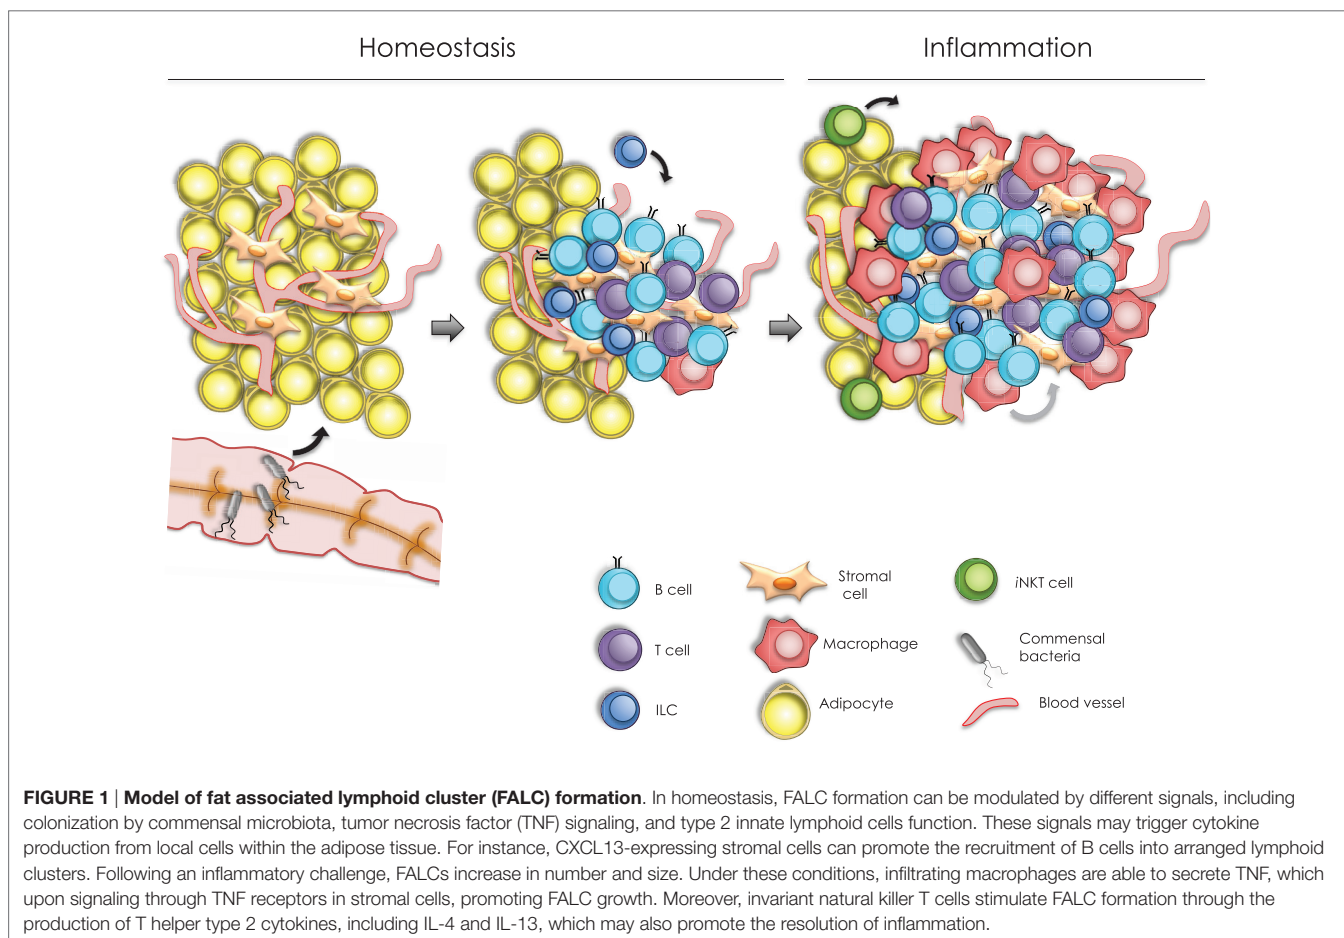 Homeostasis
Inflammation
B cell
Stromal
cell
iNKT cell
T cell
Macrophage
Commensal
bacteria
ILC
Adipocyte
Blood vessel
FIGURE 1 | Model of fat associated lymphoid cluster (FALC) formation. In homeostasis, FALC formation can be modulated by different signals, including
colonization by commensal microbiota, tumor necrosis factor (TNF) signaling, and type 2 innate lymphoid cells function. These signals may trigger cytokine
production from local cells within the adipose tissue. For instance, CXCL13-expressing stromal cells can promote the recruitment of B cells into arranged lymphoid
clusters. Following an inflammatory challenge, FALCs increase in number and size. Under these conditions, infiltrating macrophages are able to secrete TNF, which
upon signaling through TNF receptors in stromal cells, promoting FALC growth. Moreover, invariant natural killer T cells stimulate FALC formation through the
production of T helper type 2 cytokines, including IL-4 and IL-13, which may also promote the resolution of inflammation.